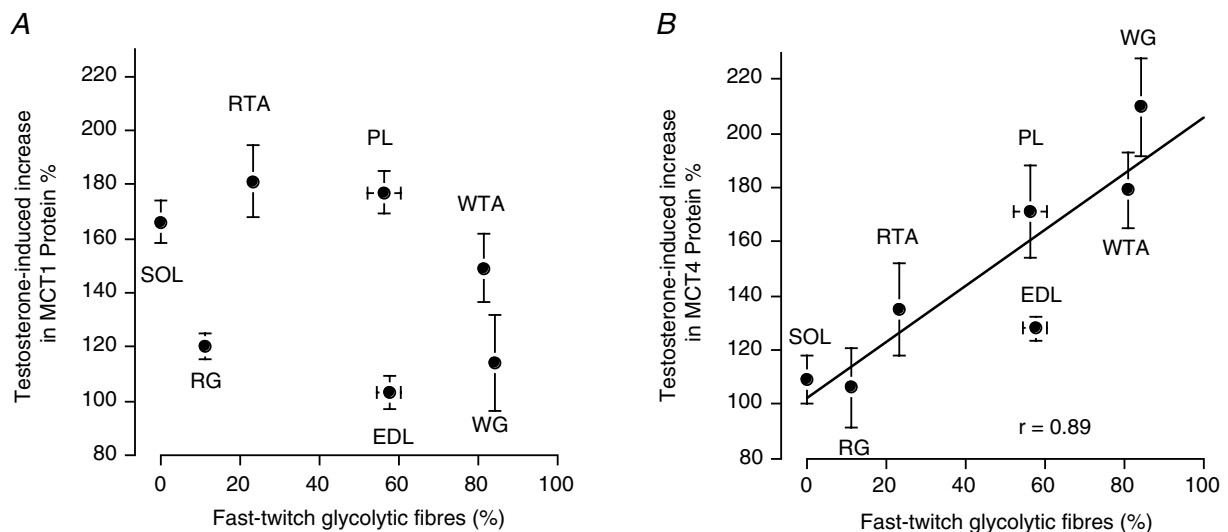 A
Testosterone-induced increase
in MCT1 Protein %
220
200
180
160
140
120
100
80
RTA
PL
WTA
SOL
RG
EDL
WG
0
20
40
60
80
100
Fast-twitch glycolytic fibres (%)
B
Testosterone-induced increase
in MCT4 Protein %
220
200
180
160
140
120
100
80
WG
PL
RTA
WTA
EDL
SOL
RG
r = 0.89
0
20
40
60
80
100
Fast-twitch glycolytic fibres (%)